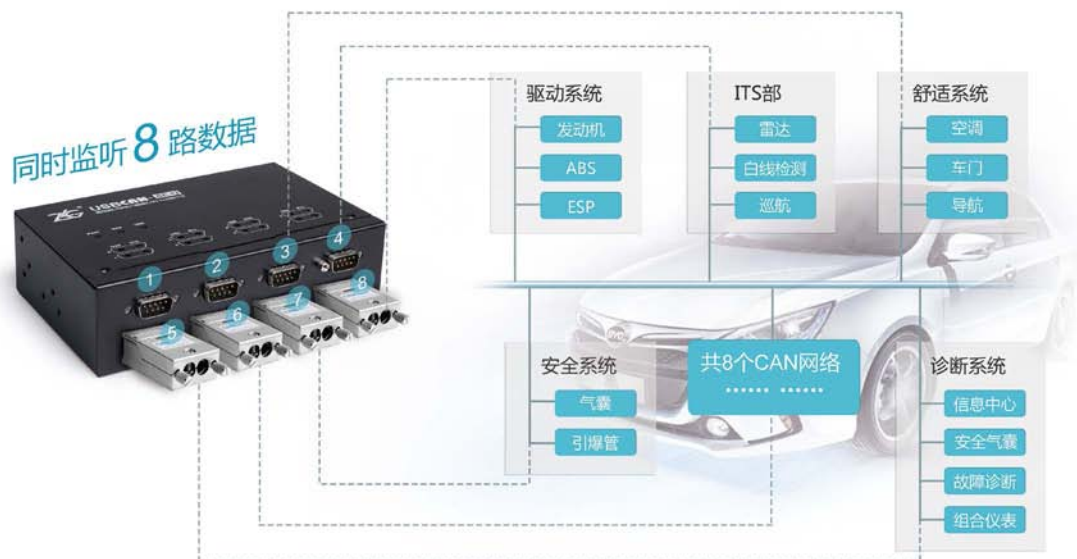 同时监听8路数据
USBCAN-8E-U
1
2
3
4
5
6
7
8
驱动系统
发动机
ABS
ESP
ITS部
雷达
白线检测
巡航
舒适系统
空调
车门
导航
安全系统
气囊
引爆管
共8个CAN网络
…… ……
诊断系统
信息中心
安全气囊
故障诊断
组合仪表